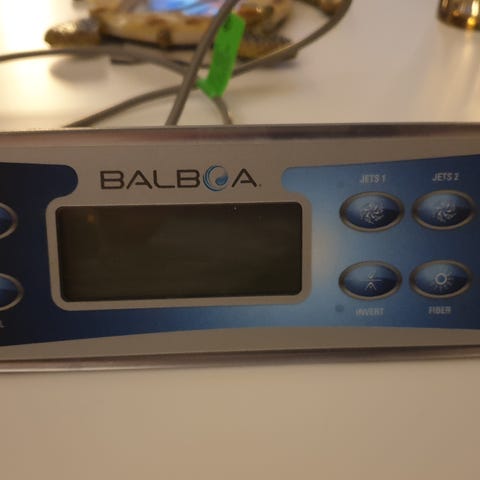 BALBOA
JETS 1
JETS 2
INVERT
FIBER